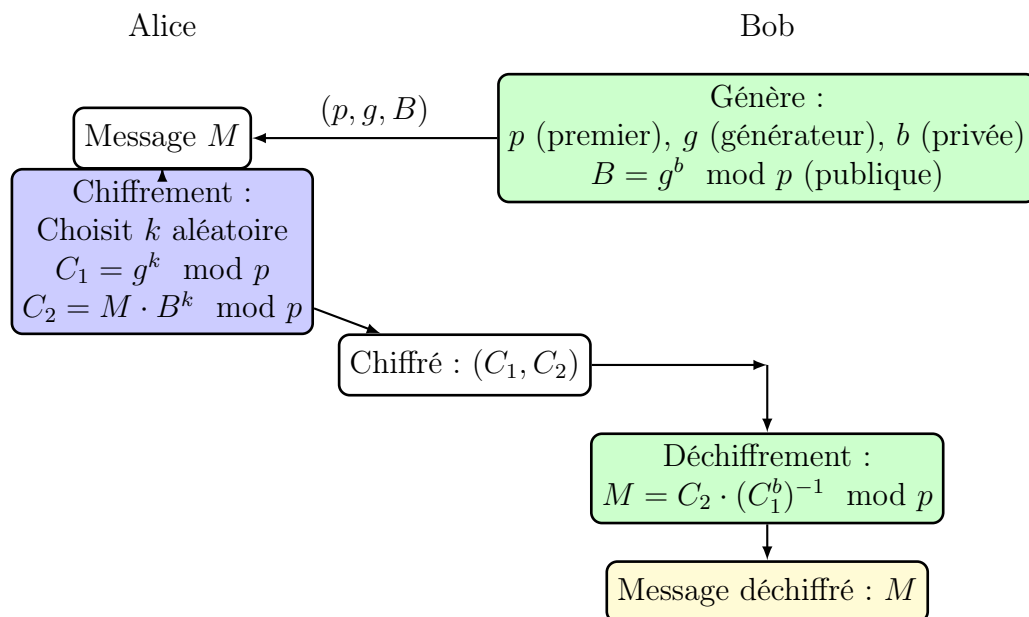 Alice
Bob
Génère :
p (premier), g (générateur), b (privée)
B = g^b mod p (publique)
(p, g, B)
Message M
Chiffrement :
Choisit k aléatoire
C_1 = g^k mod p
C_2 = M · B^k mod p
Chiffré : (C_1, C_2)
Déchiffrement :
M = C_2 · (C_1^b)^{-1} mod p
Message déchiffré : M